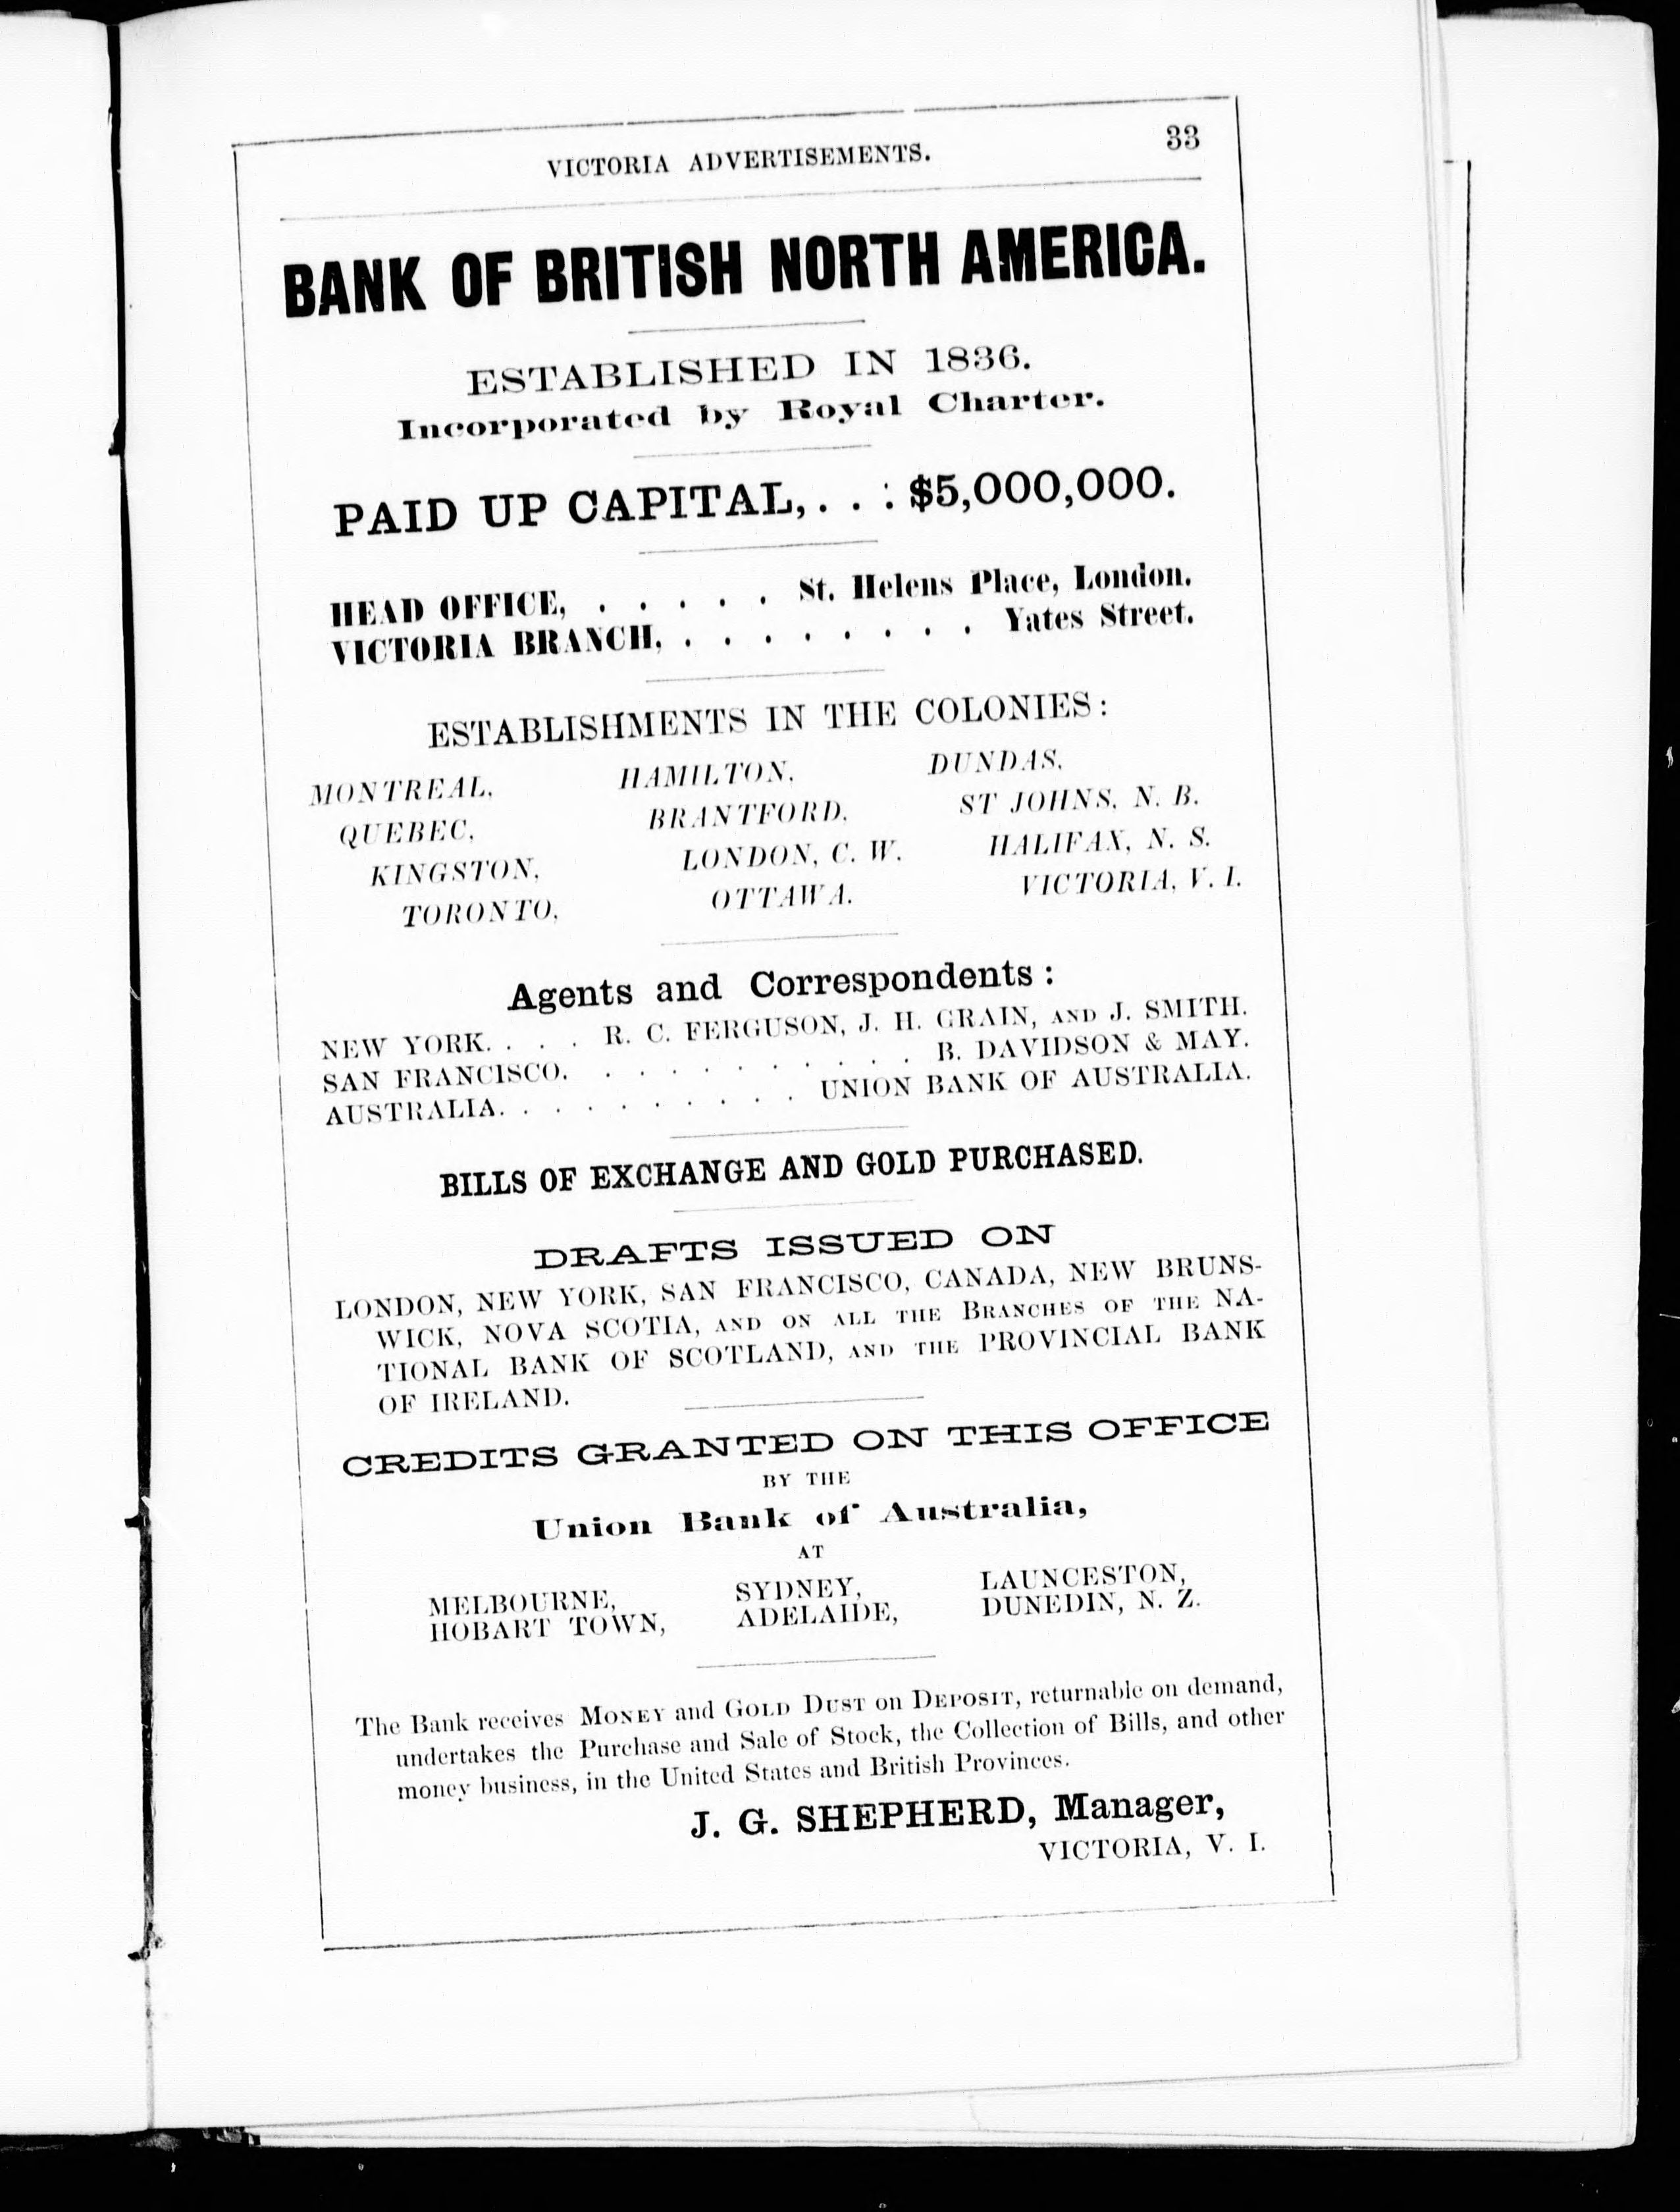 VICTORIA ADVERTISEMENTS. 33
BANK OF BRITISH NORTH AMERICA.
ESTABLISHED IN 1836.
Incorporated by Royal Charter.
PAID UP CAPITAL, . . : $5,000,000.
HEAD OFFICE, . . . . . St. Helens Place, London.
VICTORIA BRANCH, . . . . . . . . Yates Street.
ESTABLISHMENTS IN THE COLONIES:
MONTREAL, HAMILTON, DUNDAS,
QUEBEC, BRANTFORD, ST JOHNS, N. B.
KINGSTON, LONDON, C. W. HALIFAX, N. S.
TORONTO, OTTAWA. VICTORIA, V. I.
Agents and Correspondents:
NEW YORK. . . . R. C. FERGUSON, J. H. GRAIN, AND J. SMITH.
SAN FRANCISCO. . . . . . . . . . B. DAVIDSON & MAY.
AUSTRALIA. . . . . . . . . . UNION BANK OF AUSTRALIA.
BILLS OF EXCHANGE AND GOLD PURCHASED.
DRAFTS ISSUED ON
LONDON, NEW YORK, SAN FRANCISCO, CANADA, NEW BRUNS-
WICK, NOVA SCOTIA, AND ON ALL THE BRANCHES OF THE NA-
TIONAL BANK OF SCOTLAND, AND THE PROVINCIAL BANK
OF IRELAND.
CREDITS GRANTED ON THIS OFFICE
BY THE
Union Bank of Australia,
AT
MELBOURNE, SYDNEY, LAUNCESTON,
HOBART TOWN, ADELAIDE, DUNEDIN, N. Z.
The Bank receives MONEY and GOLD DUST on DEPOSIT, returnable on demand,
undertakes the Purchase and Sale of Stock, the Collection of Bills, and other
money business, in the United States and British Provinces.
J. G. SHEPHERD, Manager,
VICTORIA, V. I.